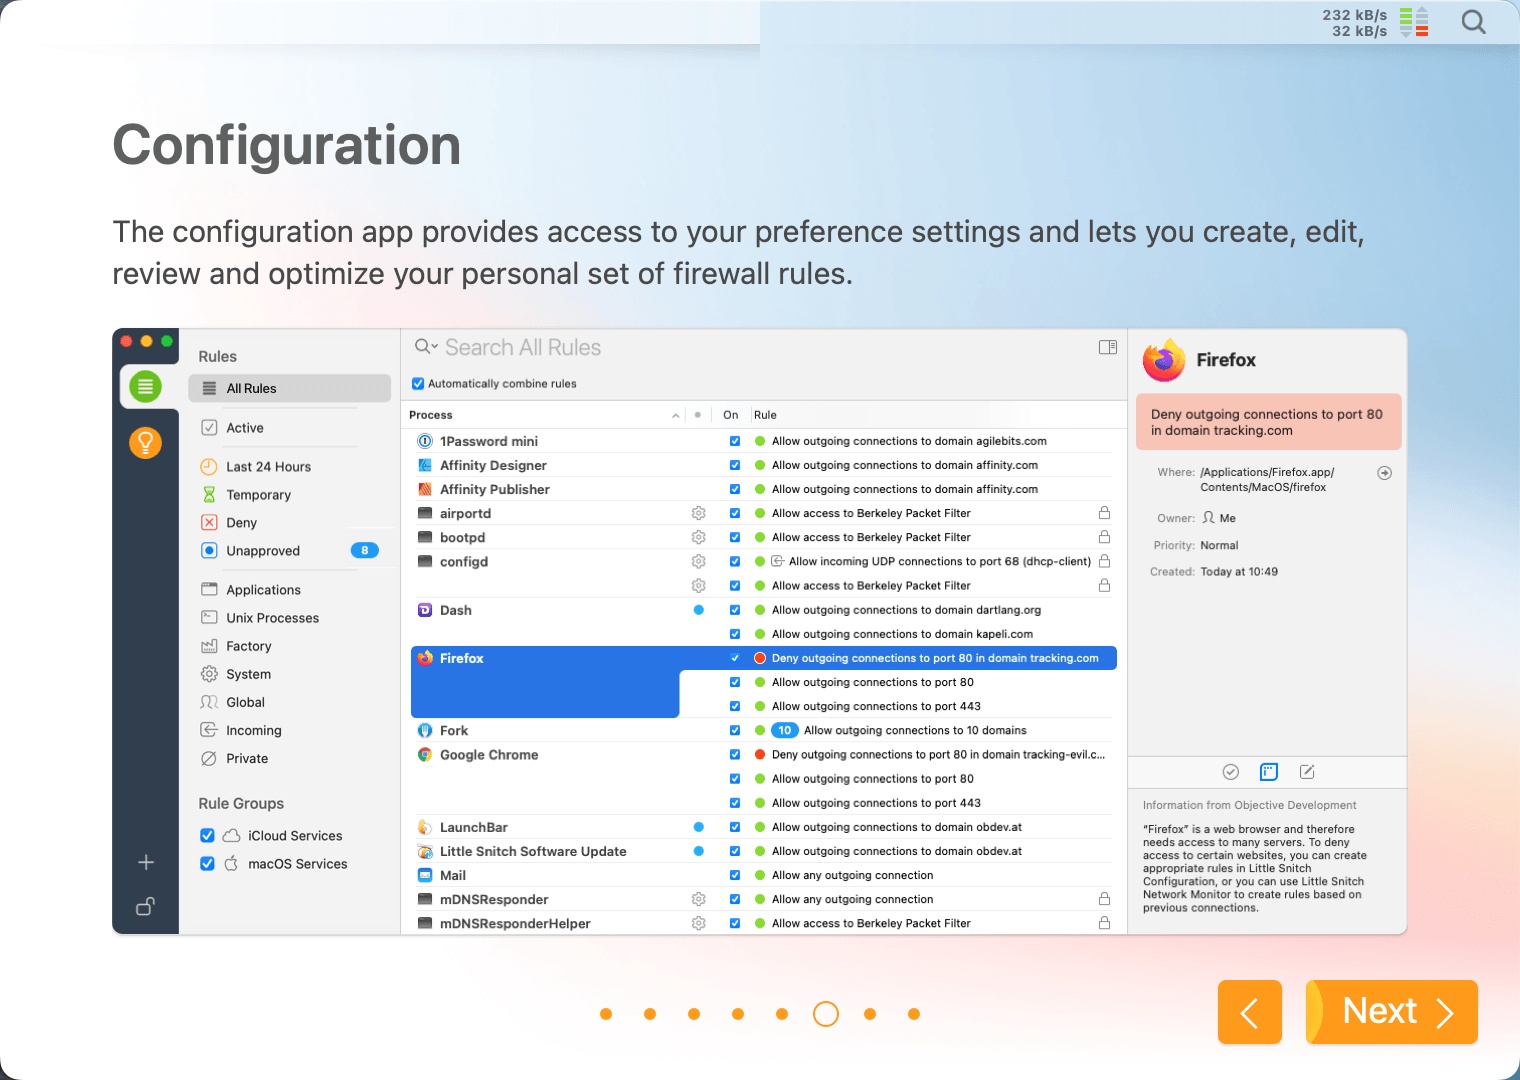 232 kB/s
32 kB/s
Configuration
The configuration app provides access to your preference settings and lets you create, edit,
review and optimize your personal set of firewall rules.
Rules
All Rules
Active
Last 24 Hours
Temporary
Deny
Unapproved 8
Applications
Unix Processes
Factory
System
Global
Incoming
Private
Rule Groups
iCloud Services
macOS Services
Search All Rules
Automatically combine rules
Process On Rule
1Password mini Allow outgoing connections to domain agilebits.com
Affinity Designer Allow outgoing connections to domain affinity.com
Affinity Publisher Allow outgoing connections to domain affinity.com
airportd Allow access to Berkeley Packet Filter
bootpd Allow access to Berkeley Packet Filter
configd Allow incoming UDP connections to port 68 (dhcp-client)
Allow access to Berkeley Packet Filter
Dash Allow outgoing connections to domain dartlang.org
Allow outgoing connections to domain kapeli.com
Firefox Deny outgoing connections to port 80 in domain tracking.com
Allow outgoing connections to port 80
Allow outgoing connections to port 443
Fork 10 Allow outgoing connections to 10 domains
Google Chrome Deny outgoing connections to port 80 in domain tracking-evil.c...
Allow outgoing connections to port 80
Allow outgoing connections to port 443
LaunchBar Allow outgoing connections to domain obdev.at
Little Snitch Software Update Allow outgoing connections to domain obdev.at
Mail Allow any outgoing connection
mDNSResponder Allow any outgoing connection
mDNSResponderHelper Allow access to Berkeley Packet Filter
Firefox
Deny outgoing connections to port 80
in domain tracking.com
Where: /Applications/Firefox.app/
Contents/MacOS/firefox
Owner: Me
Priority: Normal
Created: Today at 10:49
Information from Objective Development
"Firefox" is a web browser and therefore
needs access to many servers. To deny
access to certain websites, you can create
appropriate rules in Little Snitch
Configuration, or you can use Little Snitch
Network Monitor to create rules based on
previous connections.
Next